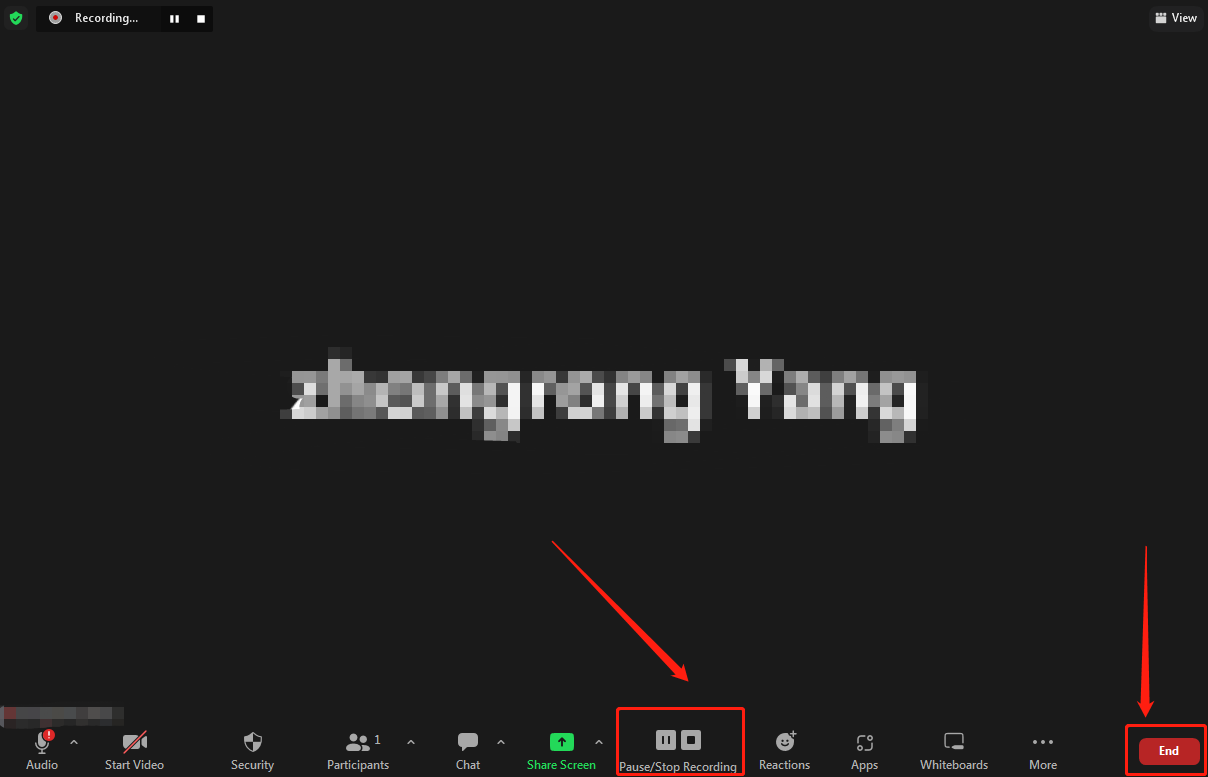 Recording...
View
1
Audio
Start Video
Security
Participants
Chat
Share Screen
Pause/Stop Recording
Reactions
Apps
Whiteboards
More
End